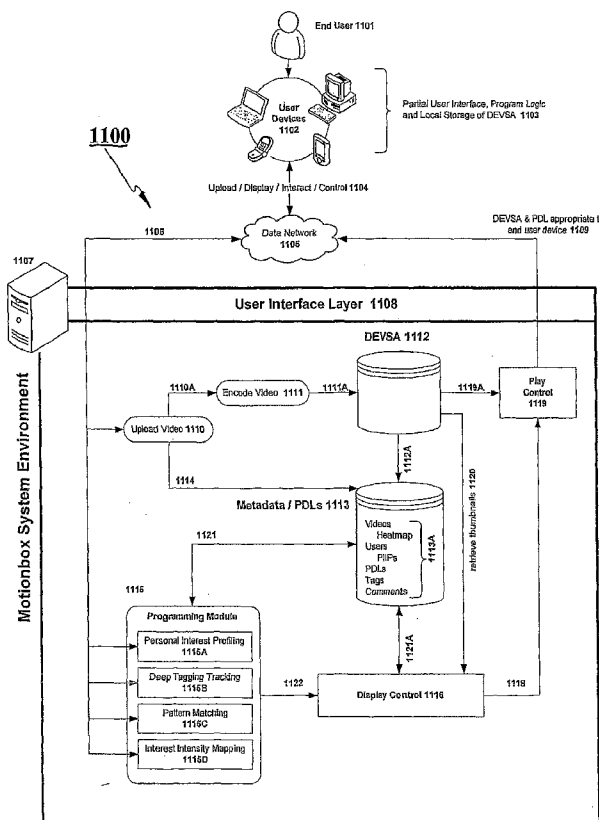 End User 1101
User
Devices
1102
Partial User Interface, Program Logic
and Local Storage of DEVSA 1103
1100
Upload / Display / Interact / Control 1104
1106
Data Network
1105
DEVSA & PDL appropriate t
and user device 1109
1107
User Interface Layer 1108
Motionbox System Environment
DEVSA 1112
1110A
Encode Video 1111
1111A
1119A
Play
Control
1119
Upload Video 1110
1112A
1114
retrieve thumbnails 1120
Metadata / PDLs 1113
Videos
Heatmap
Users
PIIPs
PDLs
Tags
Comments
1113A
1121
1115
Programming Module
Personal Interest Profiling
1115A
Deep Tagging Tracking
1115B
Pattern Matching
1115C
Interest Intensity Mapping
1115D
1121A
1122
Display Control 1116
1118